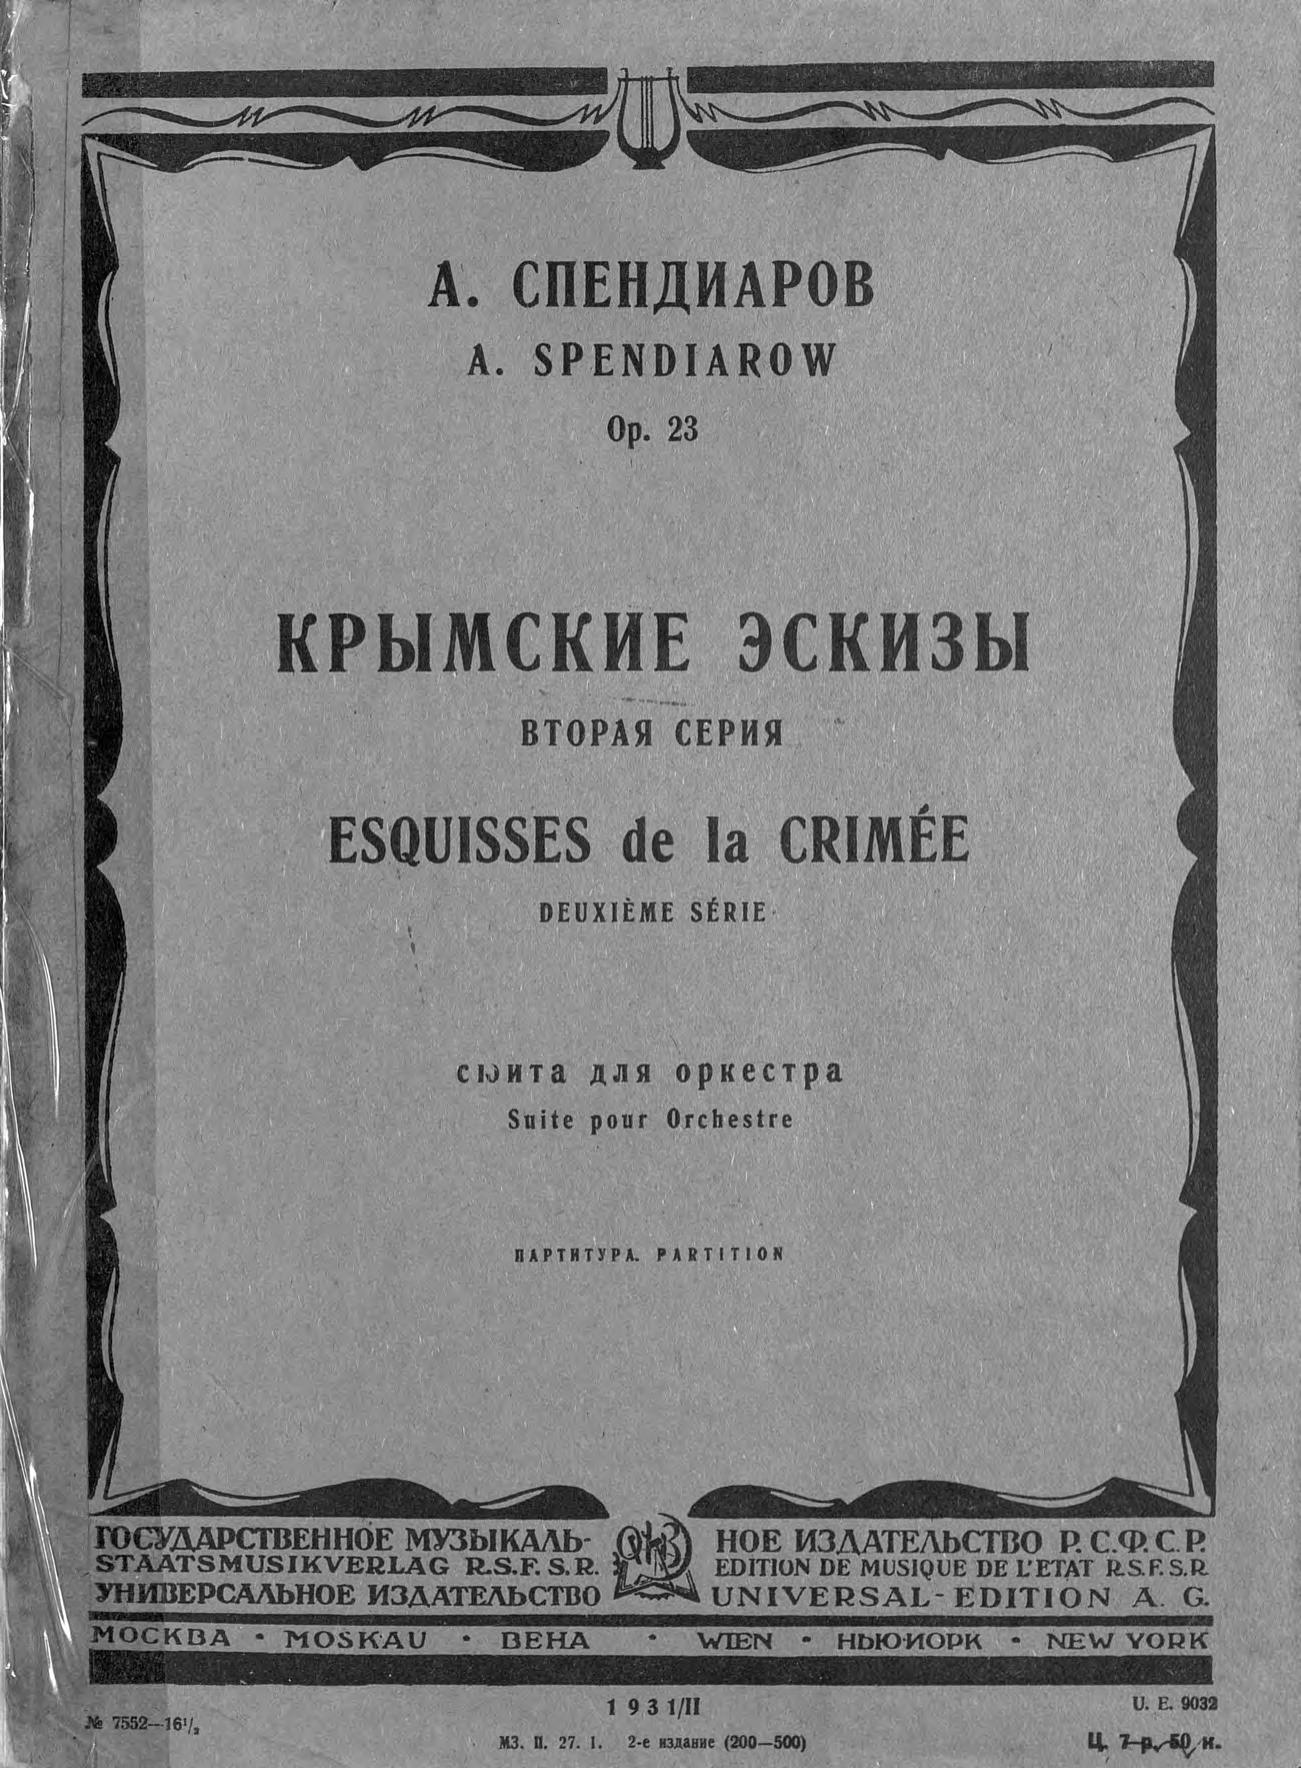 А. СПЕНДИАРОВ
A. SPENDIAROW
Op. 23
КРЫМСКИЕ ЭСКИЗЫ
ВТОРАЯ СЕРИЯ
ESQUISSES de la CRIMÉE
DEUXIÈME SÉRIE
сюита для оркестра
Suite pour Orchestre
ПАРТИТУРА. PARTITION
ГОСУДАРСТВЕННОЕ МУЗЫКАЛЬ- НОЕ ИЗДАТЕЛЬСТВО Р.С.Ф.С.Р.
STAATSMUSIKVERLAG R.S.F.S.R. EDITION DE MUSIQUE DE L'ETAT R.S.F.S.R.
УНИВЕРСАЛЬНОЕ ИЗДАТЕЛЬСТВО UNIVERSAL-EDITION A. G.
МОСКВА • MOSKAU • ВЕНА • WIEN • НЬЮ-ИОРК • NEW YORK
1931/II
U. E. 9032
№ 7552—16½
МЗ. П. 27. 1. 2-е издание (200—500)
Ц. 7 р. 50 к.